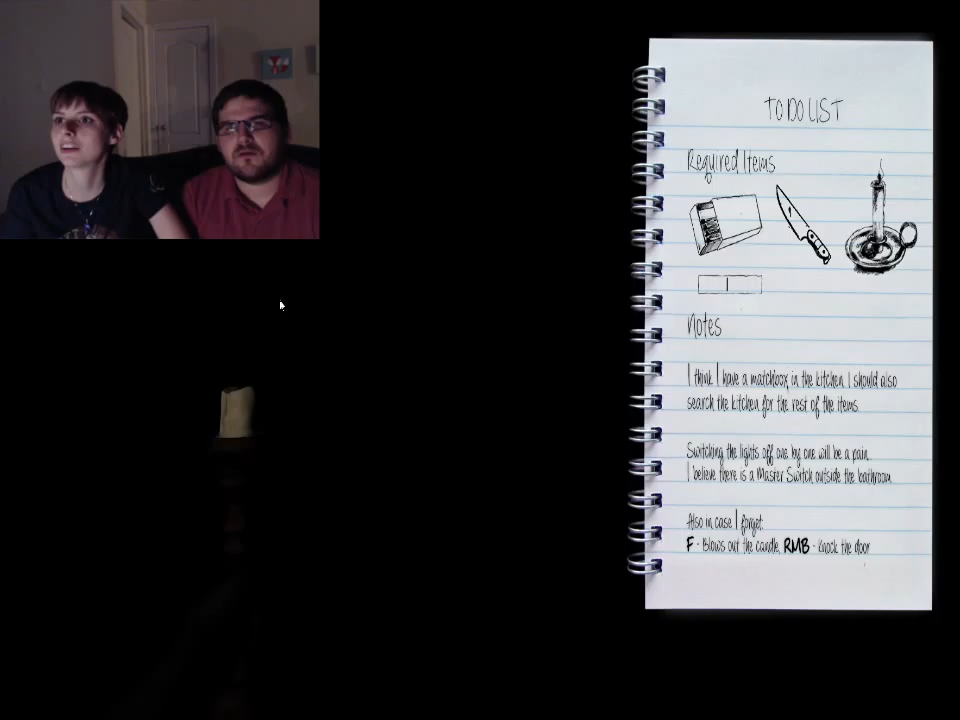 TO DO LIST
Required Items
Notes
I think I have a matchbox in the kitchen. I should also
search the kitchen for the rest of the items.
Switching the lights off one by one will be a pain.
I believe there is a Master Switch outside the bathroom.
Also in case I forget:
F - Blows out the candle, RMB - Knock the door